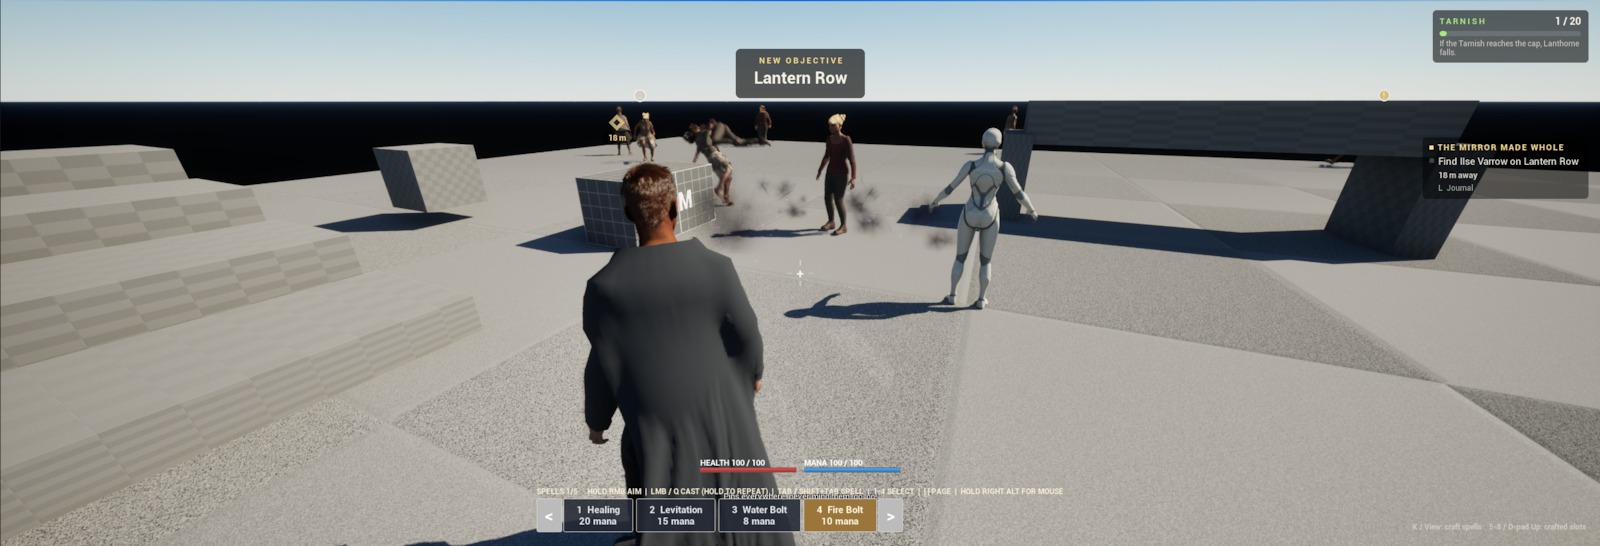 TARNISH 1 / 20
If the Tarnish reaches the cap, Lanthorne
falls.
NEW OBJECTIVE
Lantern Row
18 m
THE MIRROR MADE WHOLE
Find Ilse Varrow on Lantern Row
18 m away
L Journal
M
HEALTH 100 / 100
MANA 100 / 100
SPELLS 1/5 HOLD RMB AIM | LMB / Q CAST (HOLD TO REPEAT) | TAB / SHIFT+TAB SPELL | 1-4 SELECT | [ ] PAGE | HOLD RIGHT ALT FOR MOUSE
< 1 Healing 2 Levitation 3 Water Bolt 4 Fire Bolt >
20 mana 15 mana 8 mana 10 mana
K / View: craft spells 5-8 / D-pad Up: crafted slots